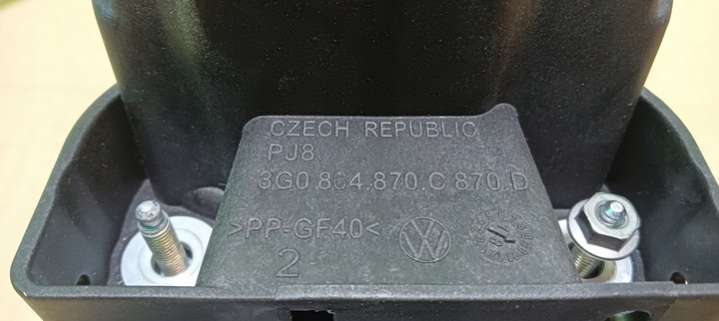 CZECH REPUBLIC
PJ8
3G0.864.870.C 870.D
>PP-GF40<
2